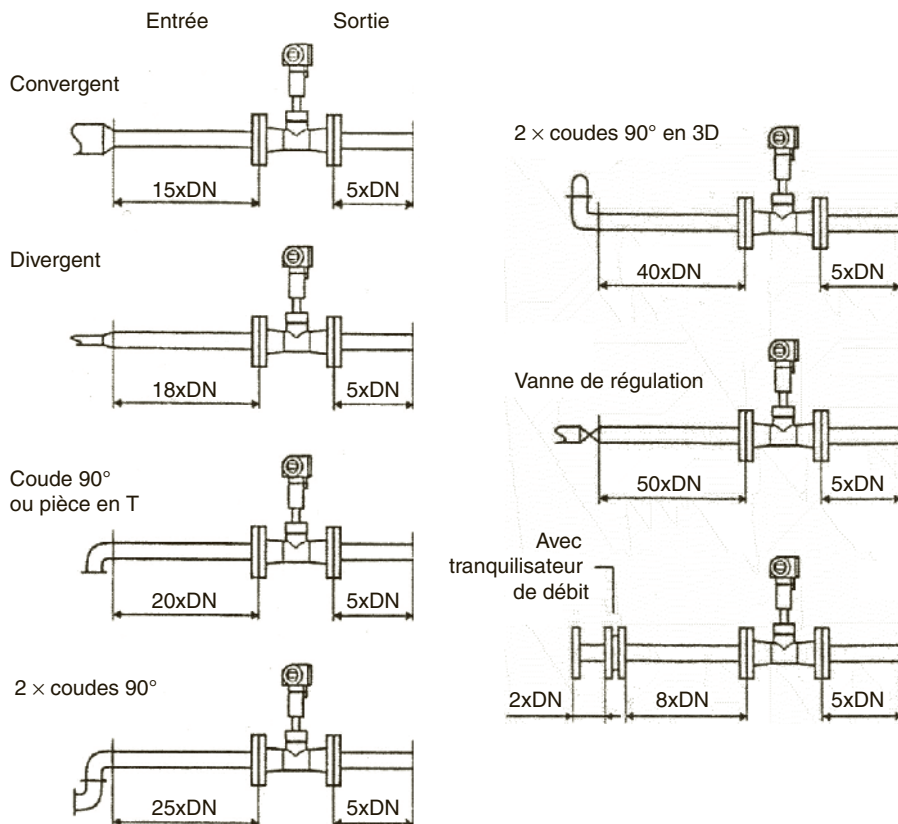 Entrée Sortie
Convergent
15xDN 5xDN
Divergent
18xDN 5xDN
Coude 90°
ou pièce en T
20xDN 5xDN
2 × coudes 90°
25xDN 5xDN
2 × coudes 90° en 3D
40xDN 5xDN
Vanne de régulation
50xDN 5xDN
Avec
tranquilisateur
de débit
2xDN 8xDN 5xDN